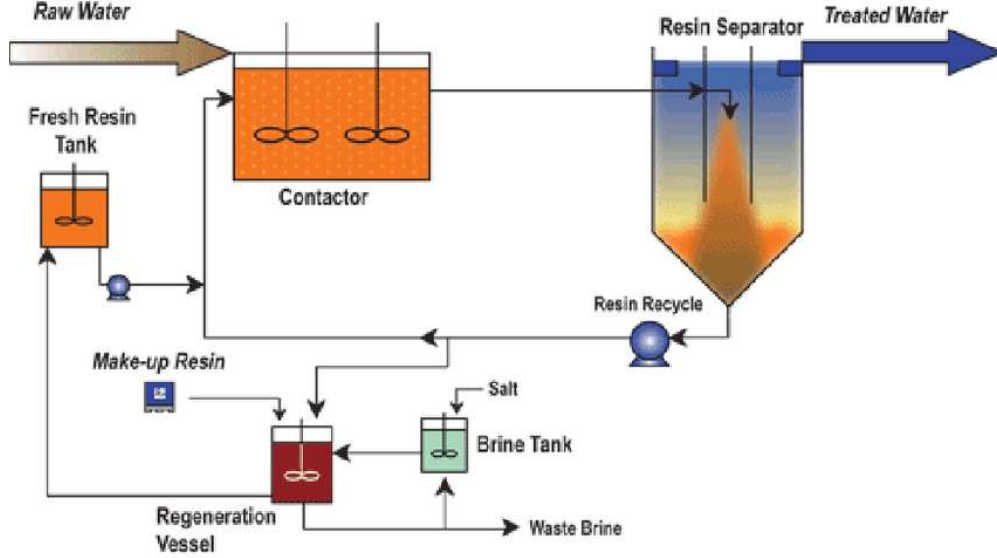 Raw Water
Resin Separator
Treated Water
Fresh Resin
Tank
Contactor
Resin Recycle
Make-up Resin
Salt
Brine Tank
Regeneration
Vessel
Waste Brine